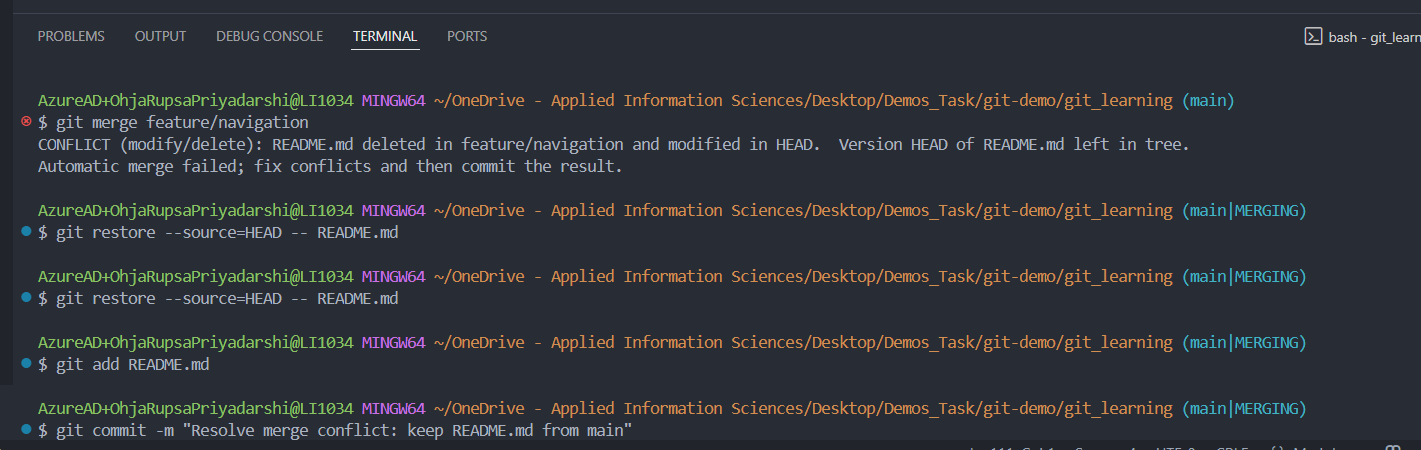 PROBLEMS OUTPUT DEBUG CONSOLE TERMINAL PORTS bash - git_learn
AzureAD+OhjaRupsaPriyadarshi@LI1034 MINGW64 ~/OneDrive - Applied Information Sciences/Desktop/Demos_Task/git-demo/git_learning (main)
$ git merge feature/navigation
CONFLICT (modify/delete): README.md deleted in feature/navigation and modified in HEAD.  Version HEAD of README.md left in tree.
Automatic merge failed; fix conflicts and then commit the result.
AzureAD+OhjaRupsaPriyadarshi@LI1034 MINGW64 ~/OneDrive - Applied Information Sciences/Desktop/Demos_Task/git-demo/git_learning (main|MERGING)
$ git restore --source=HEAD -- README.md
AzureAD+OhjaRupsaPriyadarshi@LI1034 MINGW64 ~/OneDrive - Applied Information Sciences/Desktop/Demos_Task/git-demo/git_learning (main|MERGING)
$ git restore --source=HEAD -- README.md
AzureAD+OhjaRupsaPriyadarshi@LI1034 MINGW64 ~/OneDrive - Applied Information Sciences/Desktop/Demos_Task/git-demo/git_learning (main|MERGING)
$ git add README.md
AzureAD+OhjaRupsaPriyadarshi@LI1034 MINGW64 ~/OneDrive - Applied Information Sciences/Desktop/Demos_Task/git-demo/git_learning (main|MERGING)
$ git commit -m "Resolve merge conflict: keep README.md from main"